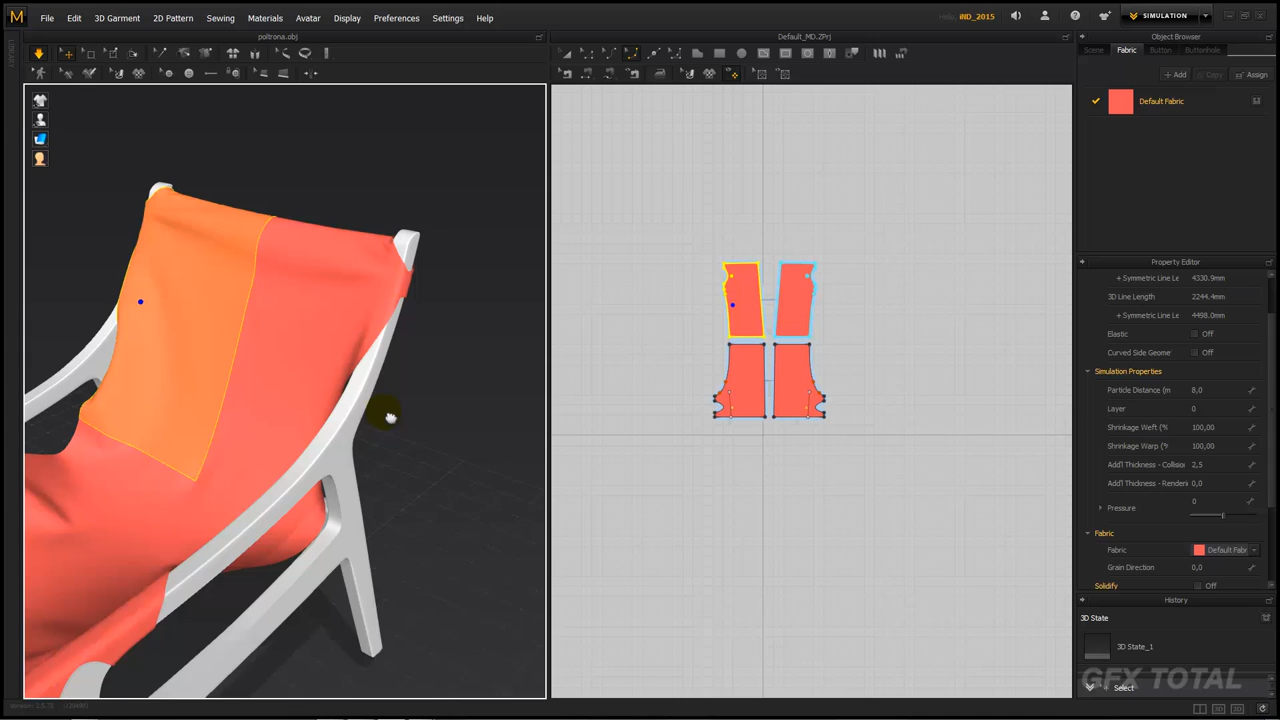 M File Edit 3D Garment 2D Pattern Sewing Materials Avatar Display Preferences Settings Help
Hello, iND_2015 SIMULATION
poltrona.obj
Default_MD.ZPrj
Object Browser
LIBRARY
Scene Fabric Button Buttonhole
Add Copy Assign
Default Fabric
Property Editor
+ Symmetric Line Le 4330.9mm
3D Line Length 2244.4mm
+ Symmetric Line Le 4498.0mm
Elastic Off
Curved Side Geome Off
Simulation Properties
Particle Distance (m 8,0
Layer 0
Shrinkage Weft (% 100,00
Shrinkage Warp (% 100,00
Add'l Thickness - Collisio 2,5
Add'l Thickness - Renderi 0,0
Pressure 0
Fabric
Fabric Default Fabr
Grain Direction 0,0
Solidify Off
History
3D State
3D State_1
Select
GFX TOTAL